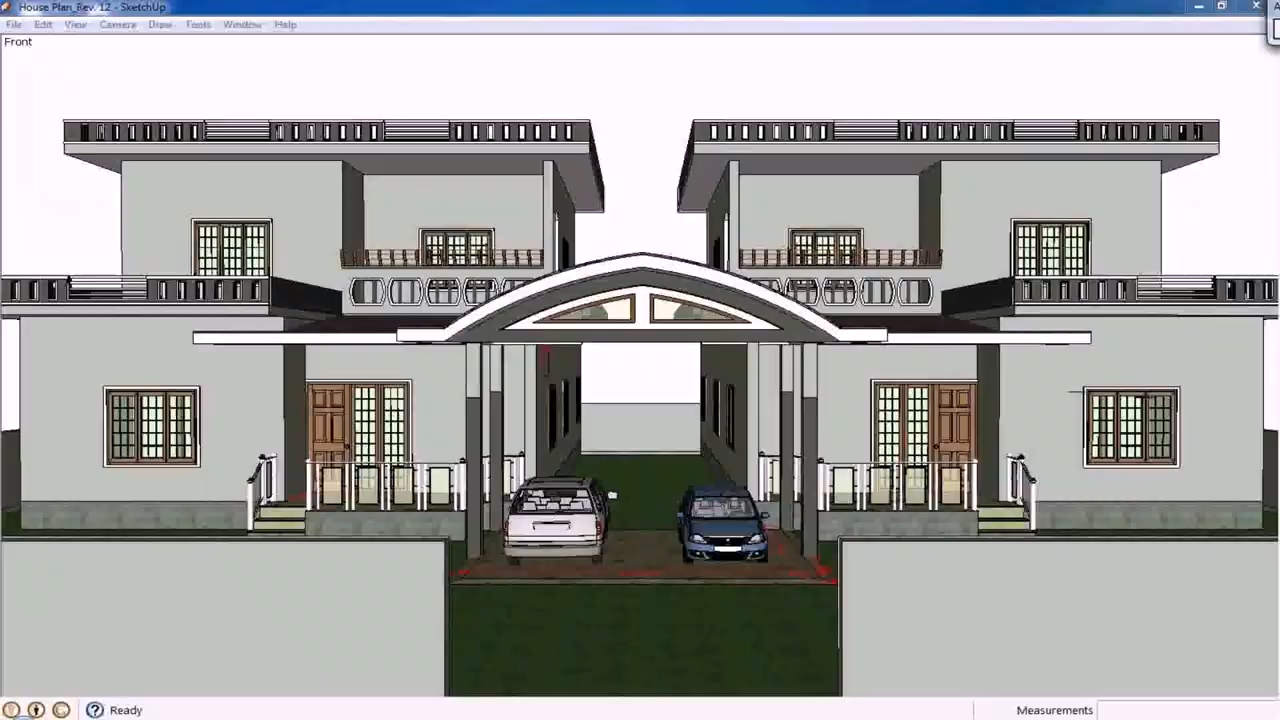 House Plan_Rev. 12 - SketchUp
File Edit View Camera Draw Tools Window Help
Front
Ready
Measurements